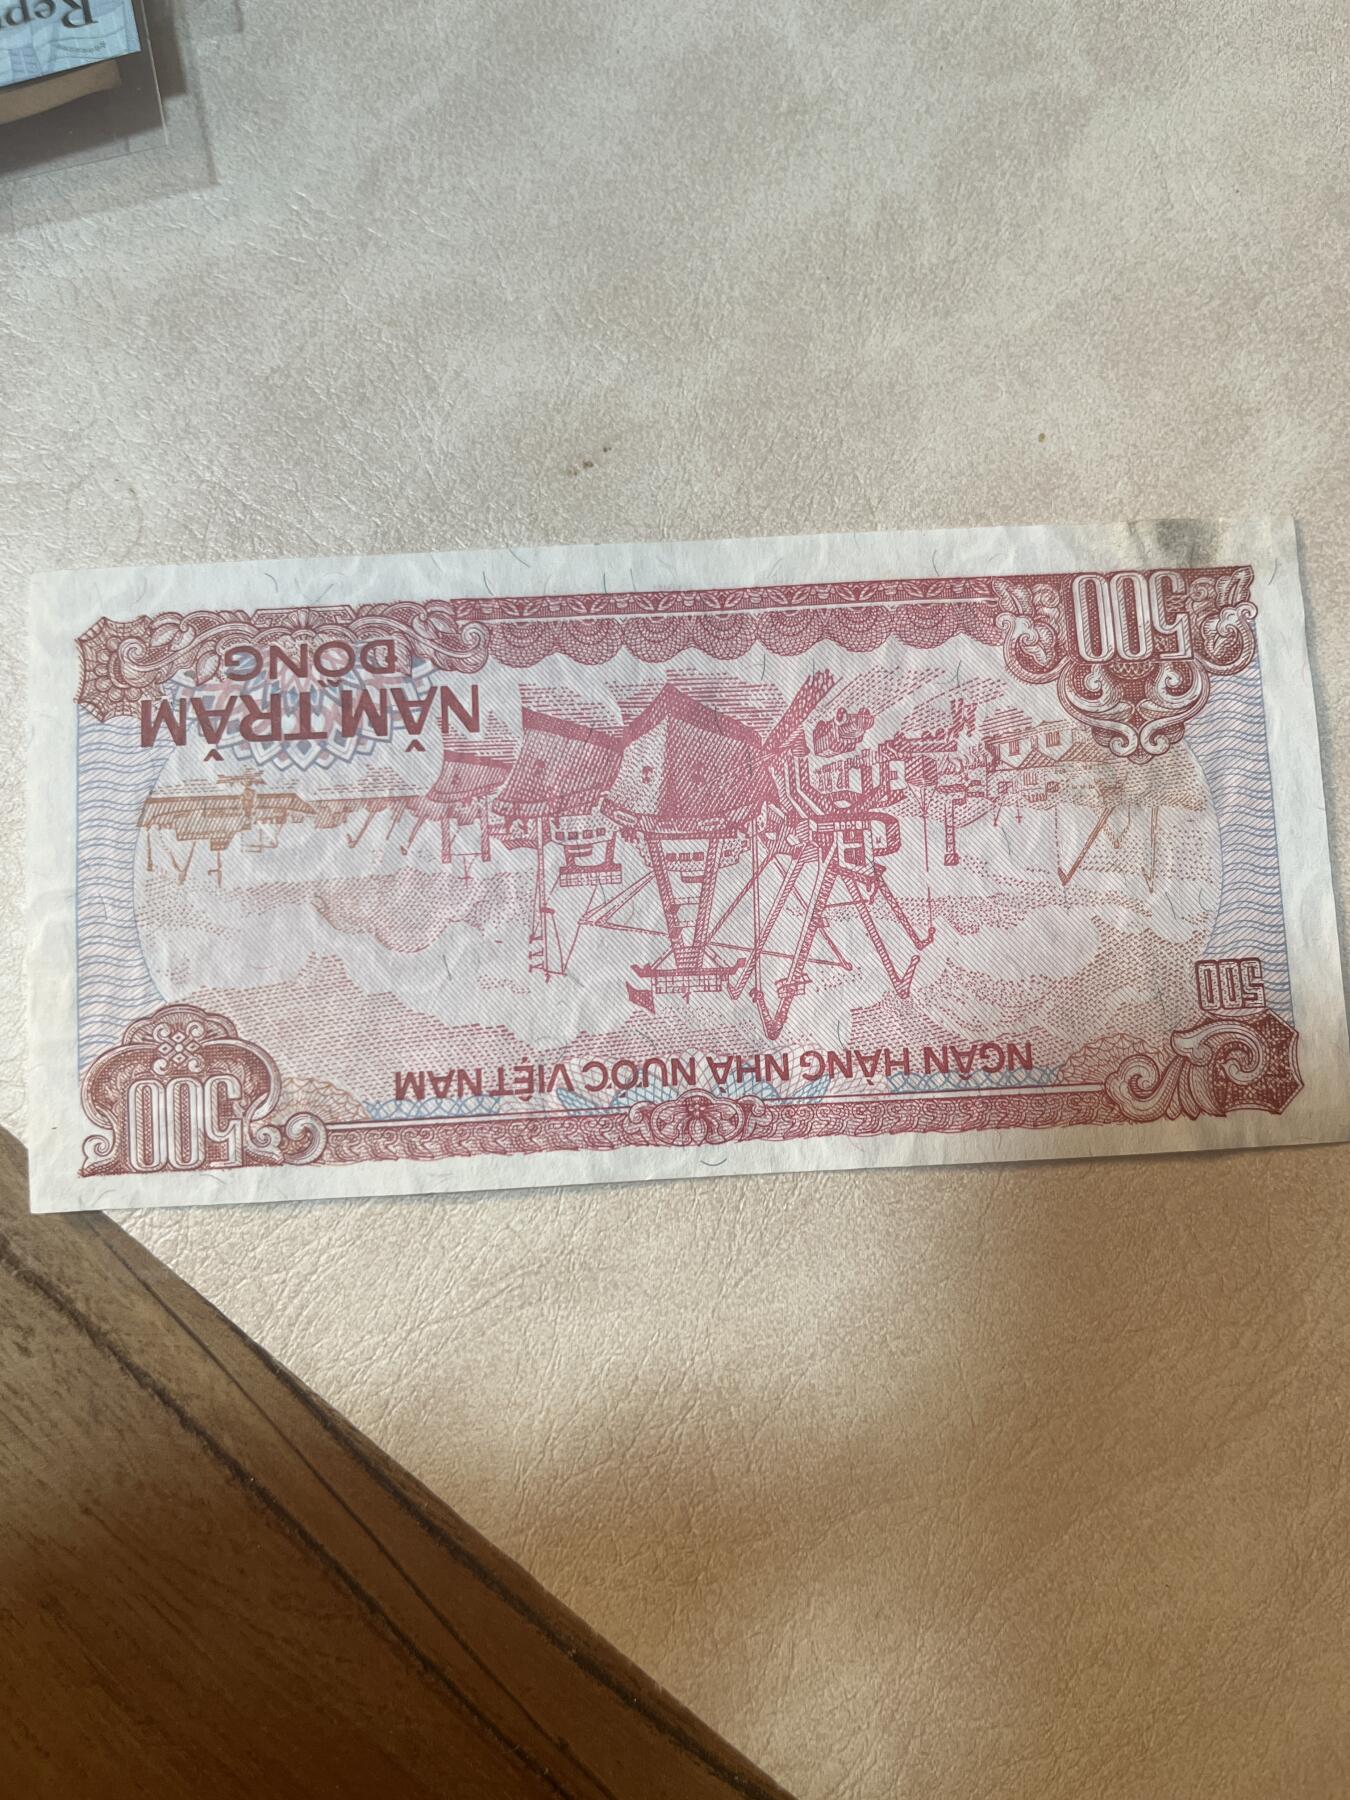 500
NGÂN HÀNG NHÀ NƯỚC VIỆT NAM
500
500
NĂM TRĂM
ĐỒNG